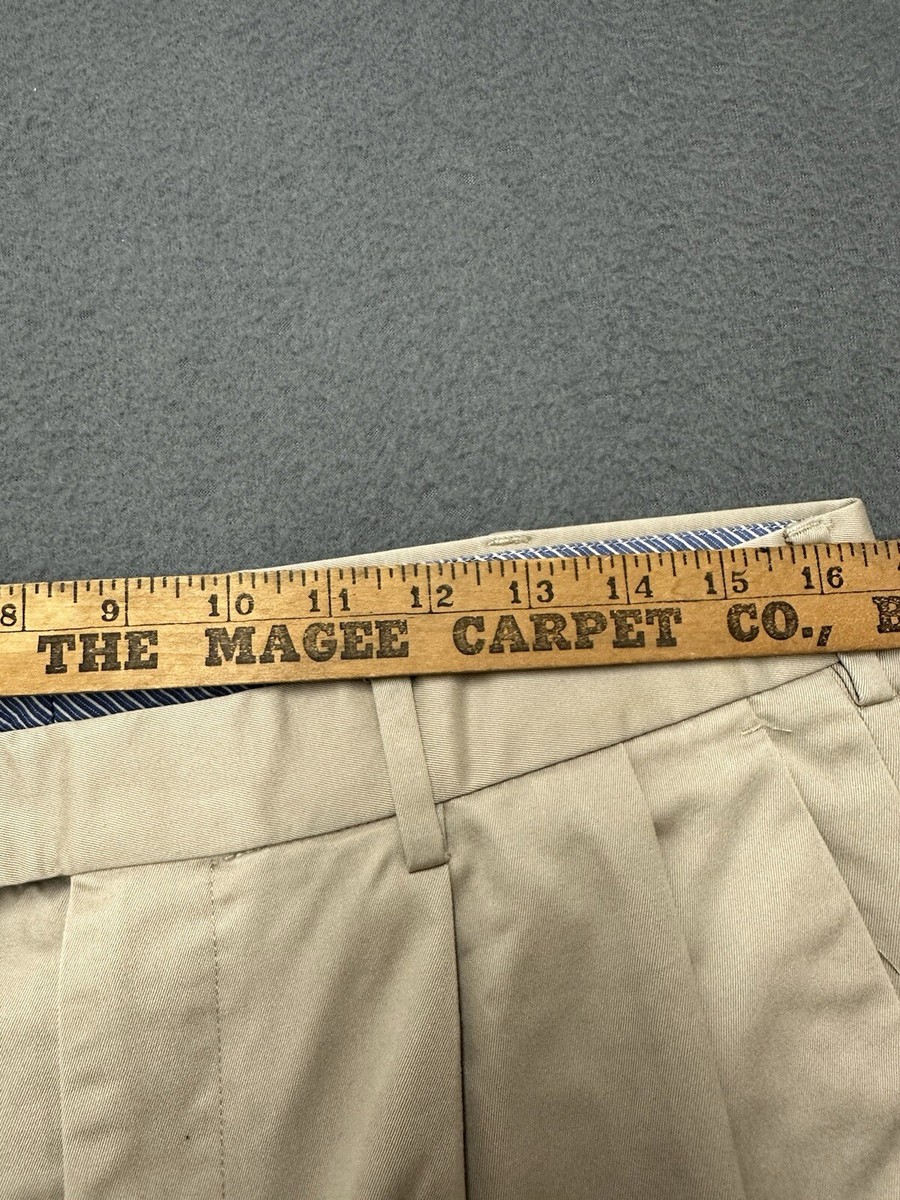 8 9 10 11 12 13 14 15 16
THE MAGEE CARPET CO., B